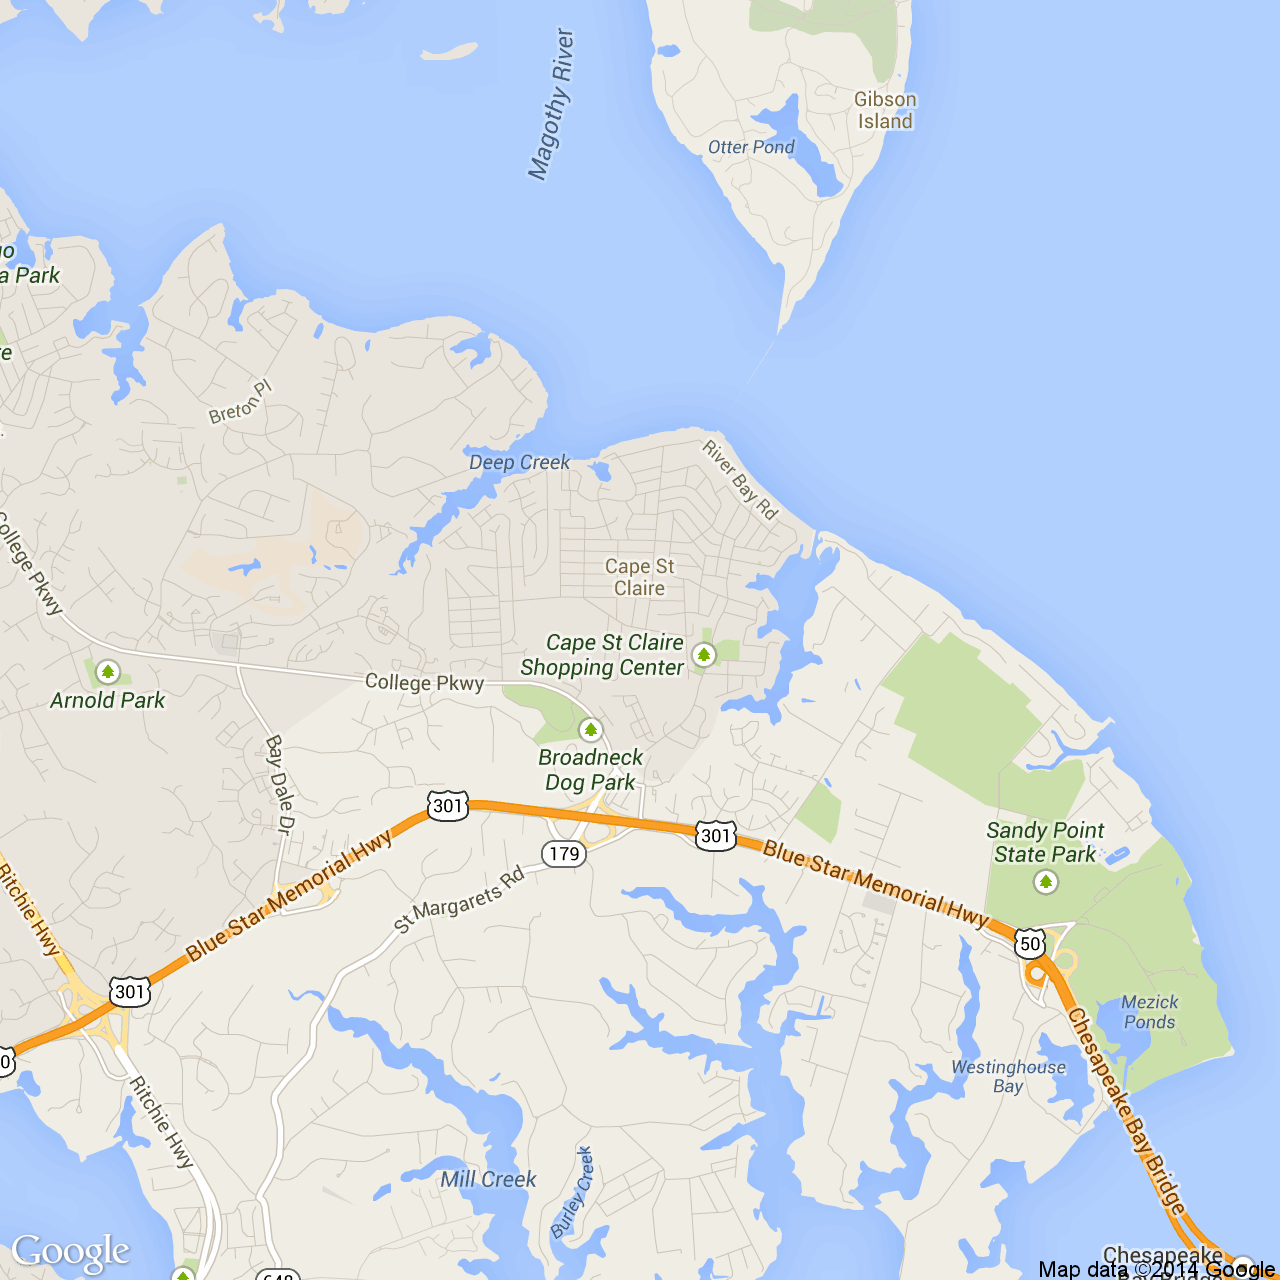 Magothy River
Gibson
Island
Otter Pond
a Park
Breton Pl
Deep Creek
River Bay Rd
College Pkwy
Cape St
Claire
Cape St Claire
Shopping Center
Arnold Park
College Pkwy
Broadneck
Dog Park
Bay Dale Dr
301
301
179
Blue Star Memorial Hwy
Blue Star Memorial Hwy
Sandy Point
State Park
St Margarets Rd
Ritchie Hwy
50
301
Mezick
Ponds
Westinghouse
Bay
Chesapeake Bay Bridge
Ritchie Hwy
Mill Creek
Burley Creek
Google
Chesapeake
Map data ©2014 Google